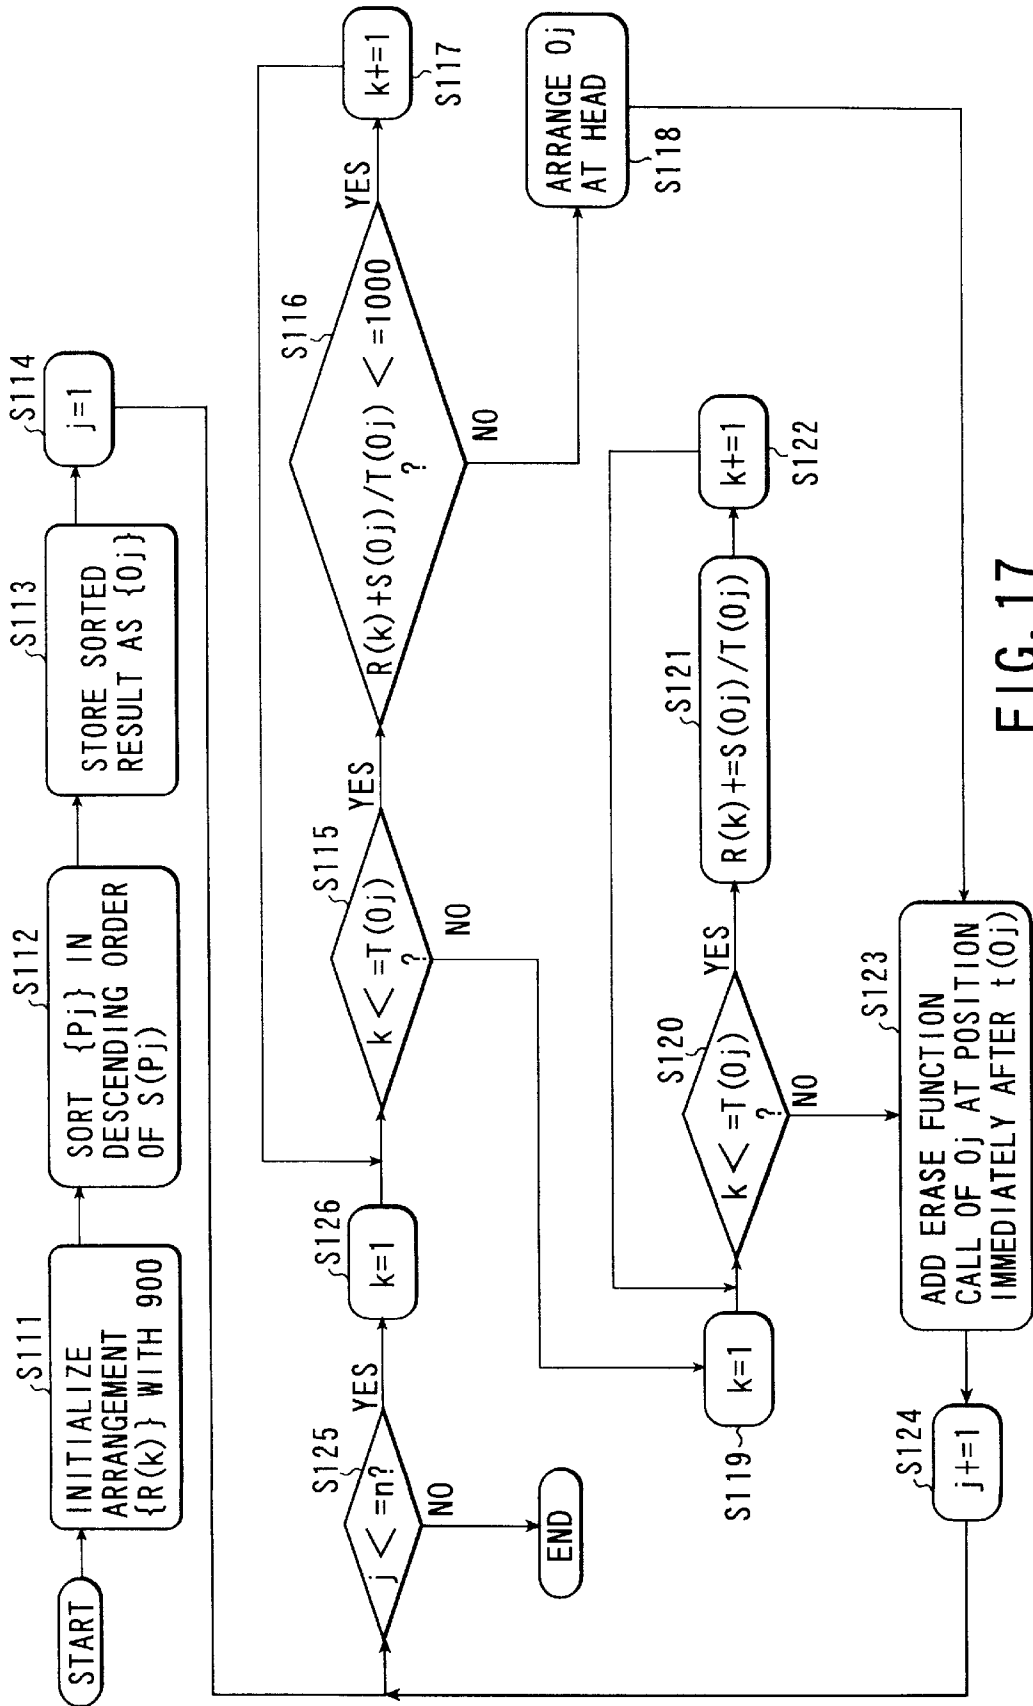 START
S111
INITIALIZE
ARRANGEMENT
{R(k)} WITH 900
S112
SORT {Pj} IN
DESCENDING ORDER
OF S(Pj)
S113
STORE SORTED
RESULT AS {Oj}
S114
j=1
S125
j <=n?
YES
NO
END
S126
k=1
S115
k <=T(Oj)
?
YES
NO
S116
R(k)+S(Oj)/T(Oj) <=1000
?
YES
NO
k+=1
S117
ARRANGE Oj
AT HEAD
S118
k=1
S119
S120
k <=T(Oj)
?
YES
NO
S121
R(k)+=S(Oj)/T(Oj)
k+=1
S122
S123
ADD ERASE FUNCTION
CALL OF Oj AT POSITION
IMMEDIATELY AFTER t(Oj)
S124
j+=1
FIG. 17